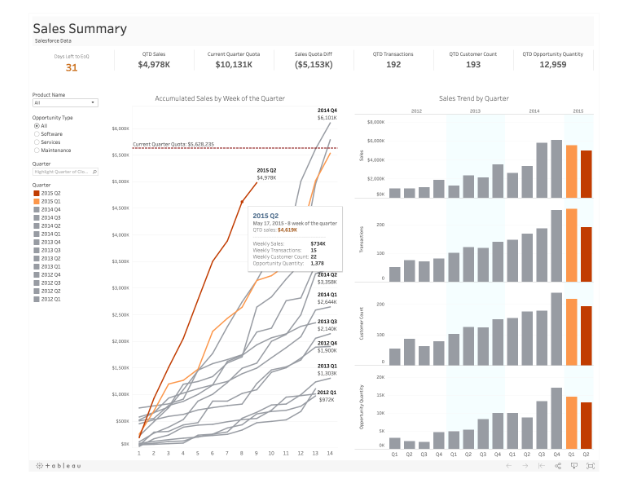 Sales Summary
Salesforce Data
Days Left to EoQ
31
QTD Sales
$4,978K
Current Quarter Quota
$10,131K
Sales Quota Diff
($5,153K)
QTD Transactions
192
QTD Customer Count
193
QTD Opportunity Quantity
12,959
Product Name
All
Opportunity Type
All
Software
Services
Maintenance
Quarter
Highlight Quarter of Clo...
Quarter
2015 Q2
2015 Q1
2014 Q4
2014 Q3
2014 Q2
2014 Q1
2013 Q4
2013 Q3
2013 Q2
2013 Q1
2012 Q4
2012 Q3
2012 Q2
2012 Q1
Accumulated Sales by Week of the Quarter
2014 Q4
$6,101K
$6,000K
Current Quarter Quota: $5,628,235
$5,500K
$5,000K
2015 Q2
$4,978K
$4,500K
2015 Q2
May 17, 2015 - 8 week of the quarter
QTD sales: $4,619K
Weekly Sales: $734K
Weekly Transactions: 15
Weekly Customer Count: 22
Opportunity Quantity: 1,378
$4,000K
$3,500K
$3,000K
2014 Q2
$2,500K
2014 Q1
$2,644K
2013 Q3
$2,140K
$2,000K
2012 Q4
$1,900K
$1,500K
2013 Q1
$1,303K
$1,000K
2012 Q1
$972K
$500K
$0K
1 2 3 4 5 6 7 8 9 10 11 12 13 14
Sales Trend by Quarter
2012 2013 2014 2015
Sales
$6,000K
$4,000K
$2,000K
$0K
Transactions
200
100
0
Customer Count
200
100
0
Opportunity Quantity
20K
15K
10K
5K
0K
Q1 Q2 Q3 Q4 Q1 Q2 Q3 Q4 Q1 Q2 Q3 Q4 Q1 Q2
+ableau